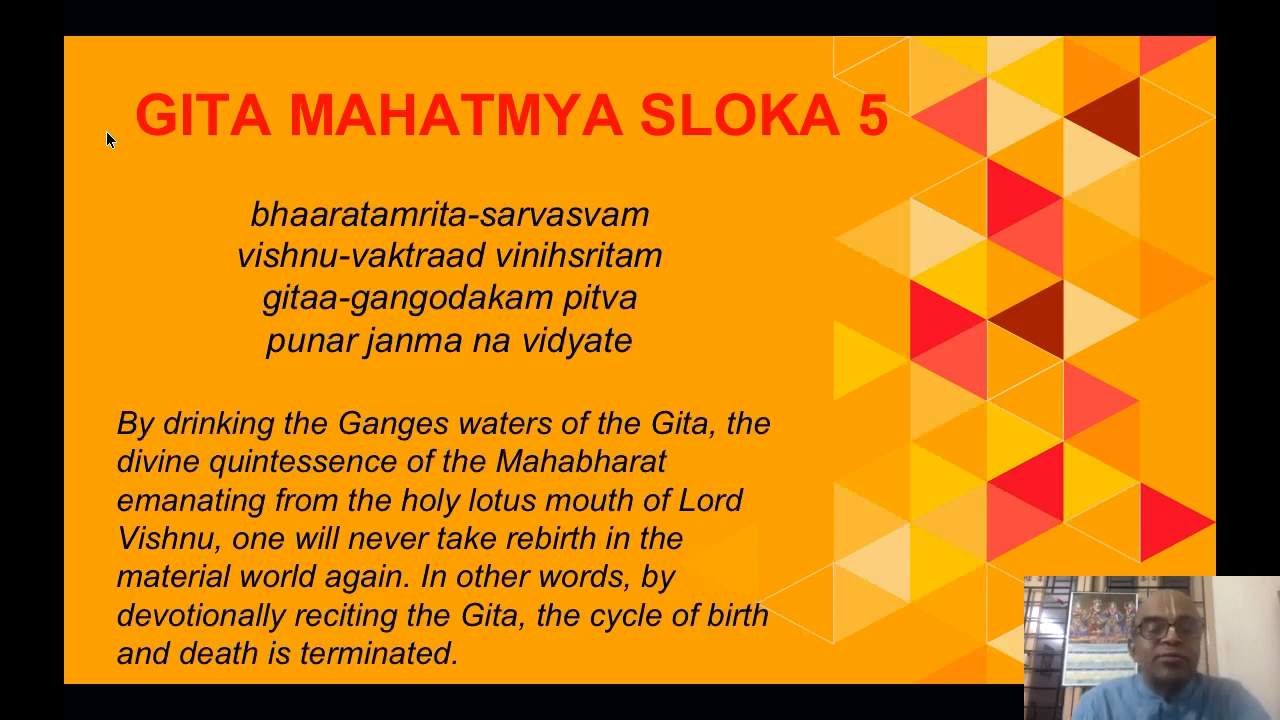 GITA MAHATMYA SLOKA 5
bhaaratamrita-sarvasvam
vishnu-vaktraad vinihsritam
gitaa-gangodakam pitva
punar janma na vidyate
By drinking the Ganges waters of the Gita, the
divine quintessence of the Mahabharat
emanating from the holy lotus mouth of Lord
Vishnu, one will never take rebirth in the
material world again. In other words, by
devotionally reciting the Gita, the cycle of birth
and death is terminated.